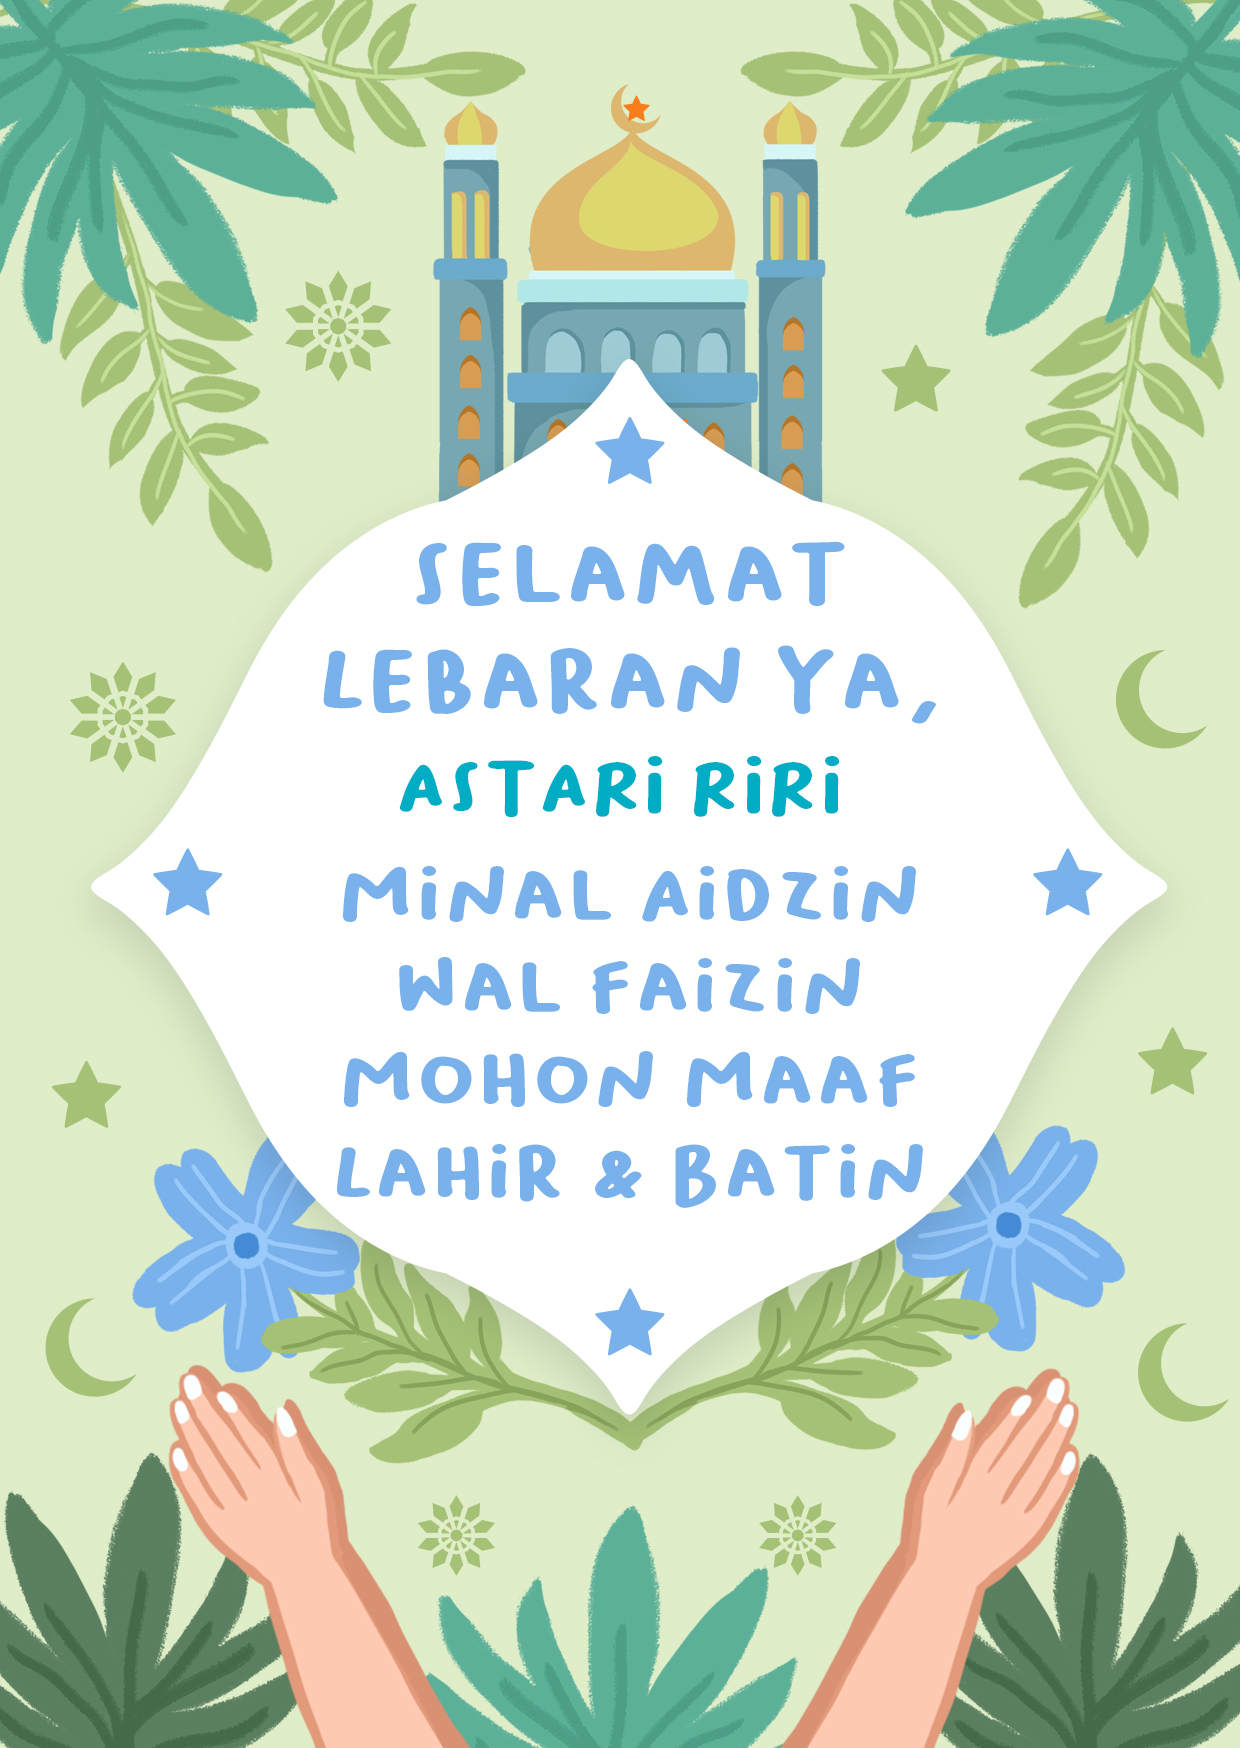 SELAMAT
LEBARAN YA,
ASTARi RiRi
MiNAL AiDZiN
WAL FAiZiN
MOHON MAAF
LAHiR & BATiN